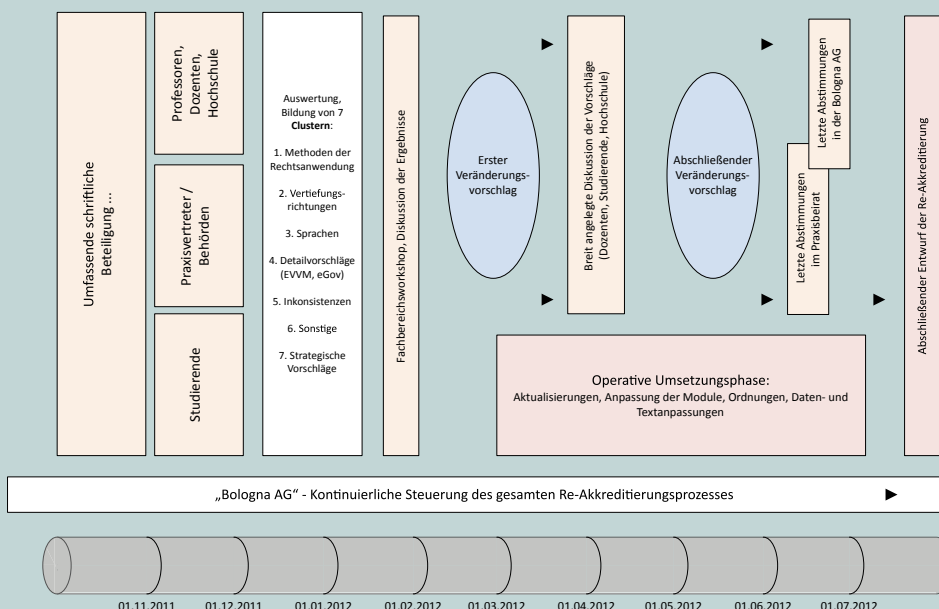 Umfassende schriftliche
Beteiligung ...
Professoren,
Dozenten,
Hochschule
Praxisvertreter /
Behörden
Studierende
Auswertung,
Bildung von 7
Clustern:
1. Methoden der
Rechtsanwendung
2. Vertiefungs-
richtungen
3. Sprachen
4. Detailvorschläge
(EVVM, eGov)
5. Inkonsistenzen
6. Sonstige
7. Strategische
Vorschläge
Fachbereichsworkshop, Diskussion der Ergebnisse
Erster
Veränderungs-
vorschlag
Breit angelegte Diskussion der Vorschläge
(Dozenten, Studierende, Hochschule)
Abschließender
Veränderungs-
vorschlag
Letzte Abstimmungen
im Praxisbeirat
Letzte Abstimmungen
in der Bologna AG
Abschließender Entwurf der Re-Akkreditierung
Operative Umsetzungsphase:
Aktualisierungen, Anpassung der Module, Ordnungen, Daten- und
Textanpassungen
„Bologna AG“ - Kontinuierliche Steuerung des gesamten Re-Akkreditierungsprozesses
01.11.2011 01.12.2011 01.01.2012 01.02.2012 01.03.2012 01.04.2012 01.05.2012 01.06.2012 01.07.2012